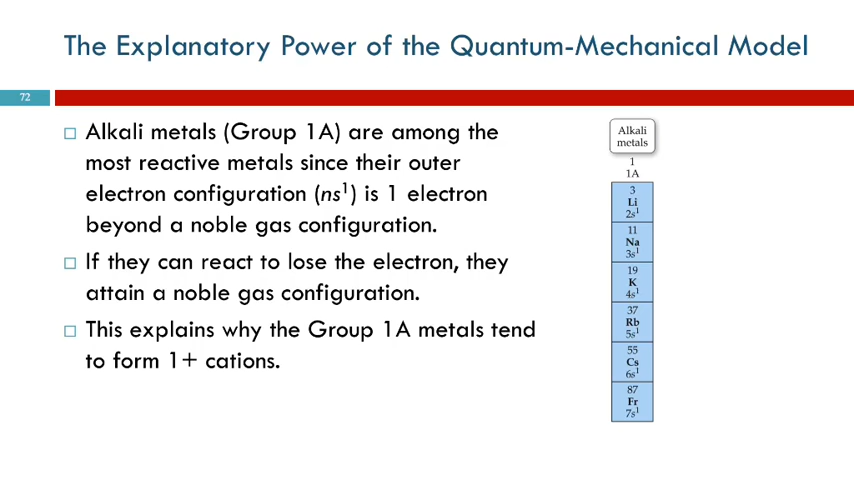 The Explanatory Power of the Quantum-Mechanical Model
72
□ Alkali metals (Group 1A) are among the
most reactive metals since their outer
electron configuration (ns¹) is 1 electron
beyond a noble gas configuration.
□ If they can react to lose the electron, they
attain a noble gas configuration.
□ This explains why the Group 1A metals tend
to form 1+ cations.
Alkali
metals
1
1A
3
Li
2s¹
11
Na
3s¹
19
K
4s¹
37
Rb
5s¹
55
Cs
6s¹
87
Fr
7s¹